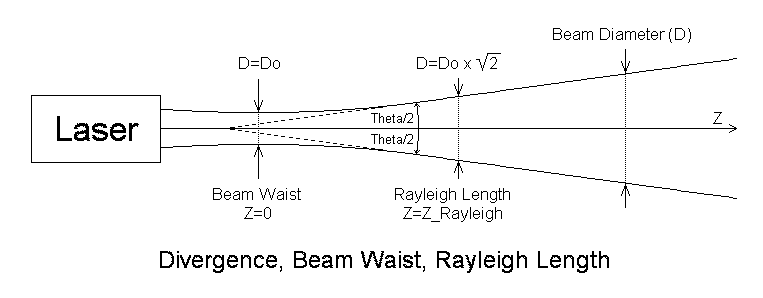 Beam Diameter (D)
D=Do
D=Do x √2
Laser
Theta/2
Z
Theta/2
Beam Waist
Z=0
Rayleigh Length
Z=Z_Rayleigh
Divergence, Beam Waist, Rayleigh Length